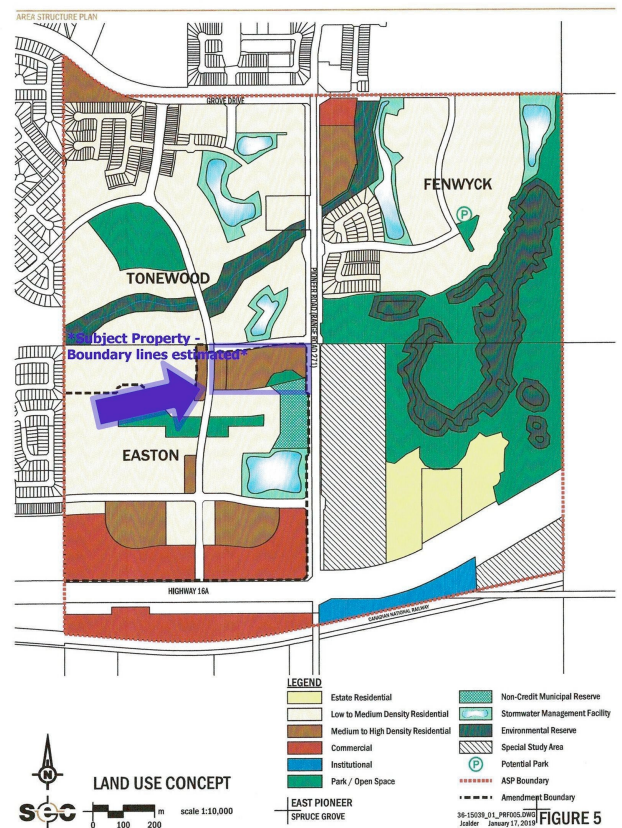 AREA STRUCTURE PLAN
GROVE DRIVE
FENWYCK
P
TONEWOOD
PIONEER ROAD (RANGE ROAD 271)
*Subject Property -
Boundary lines estimated*
EASTON
HIGHWAY 16A
CANADIAN NATIONAL RAILWAY
LEGEND
Estate Residential
Low to Medium Density Residential
Medium to High Density Residential
Commercial
Institutional
Park / Open Space
Non-Credit Municipal Reserve
Stormwater Management Facility
Environmental Reserve
Special Study Area
P Potential Park
ASP Boundary
Amendment Boundary
N
LAND USE CONCEPT
0 100 200 m scale 1:10,000
EAST PIONEER
SPRUCE GROVE
36-15039_01_PRF005.DWG
Jcalder January 17, 2019
FIGURE 5